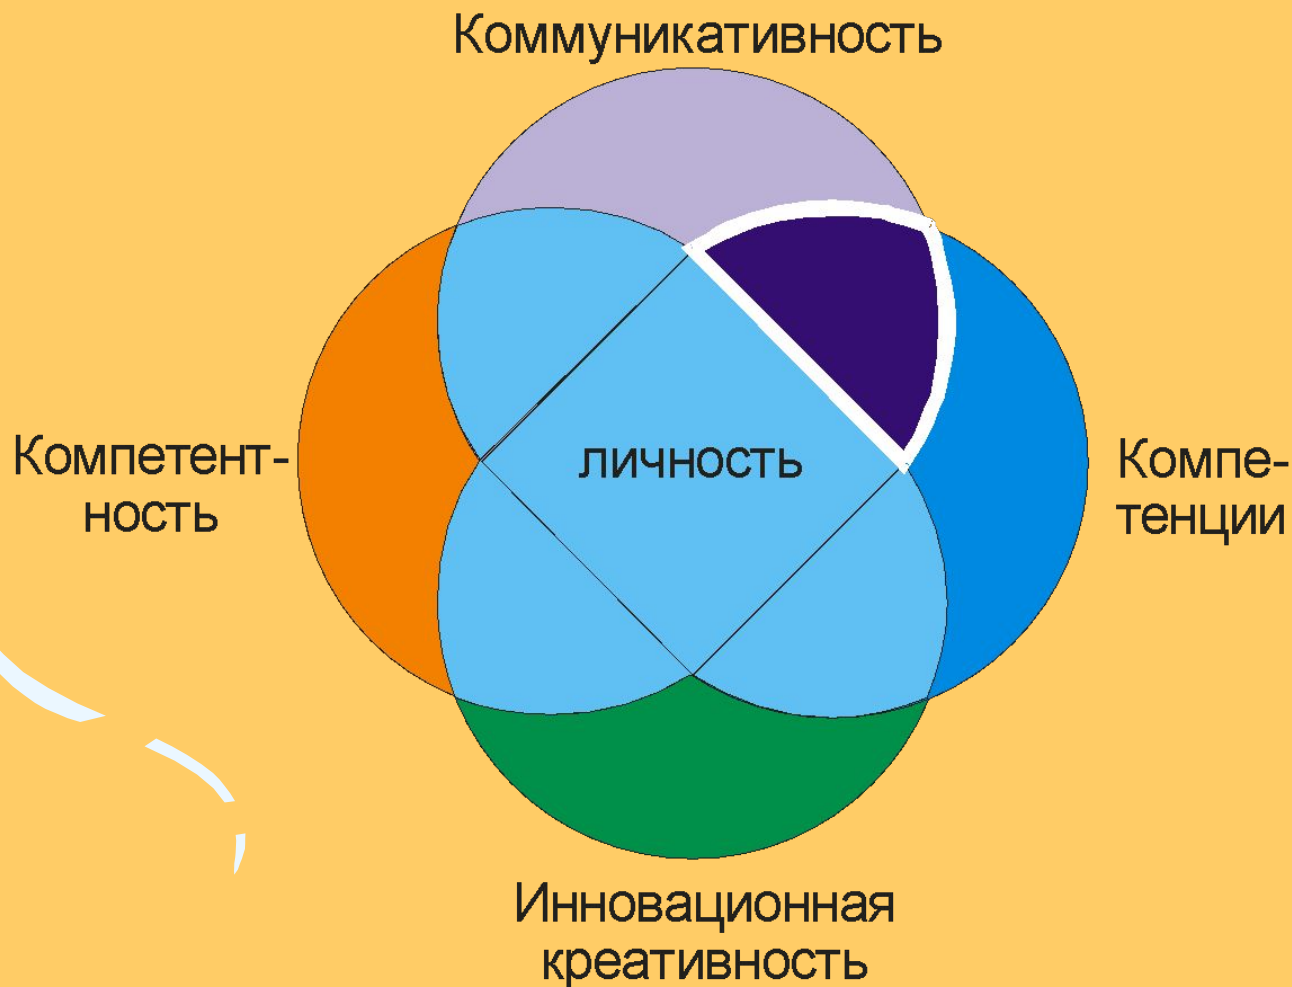 Коммуникативность
Компетент-
ность
личность
Компе-
тенции
Инновационная
креативность